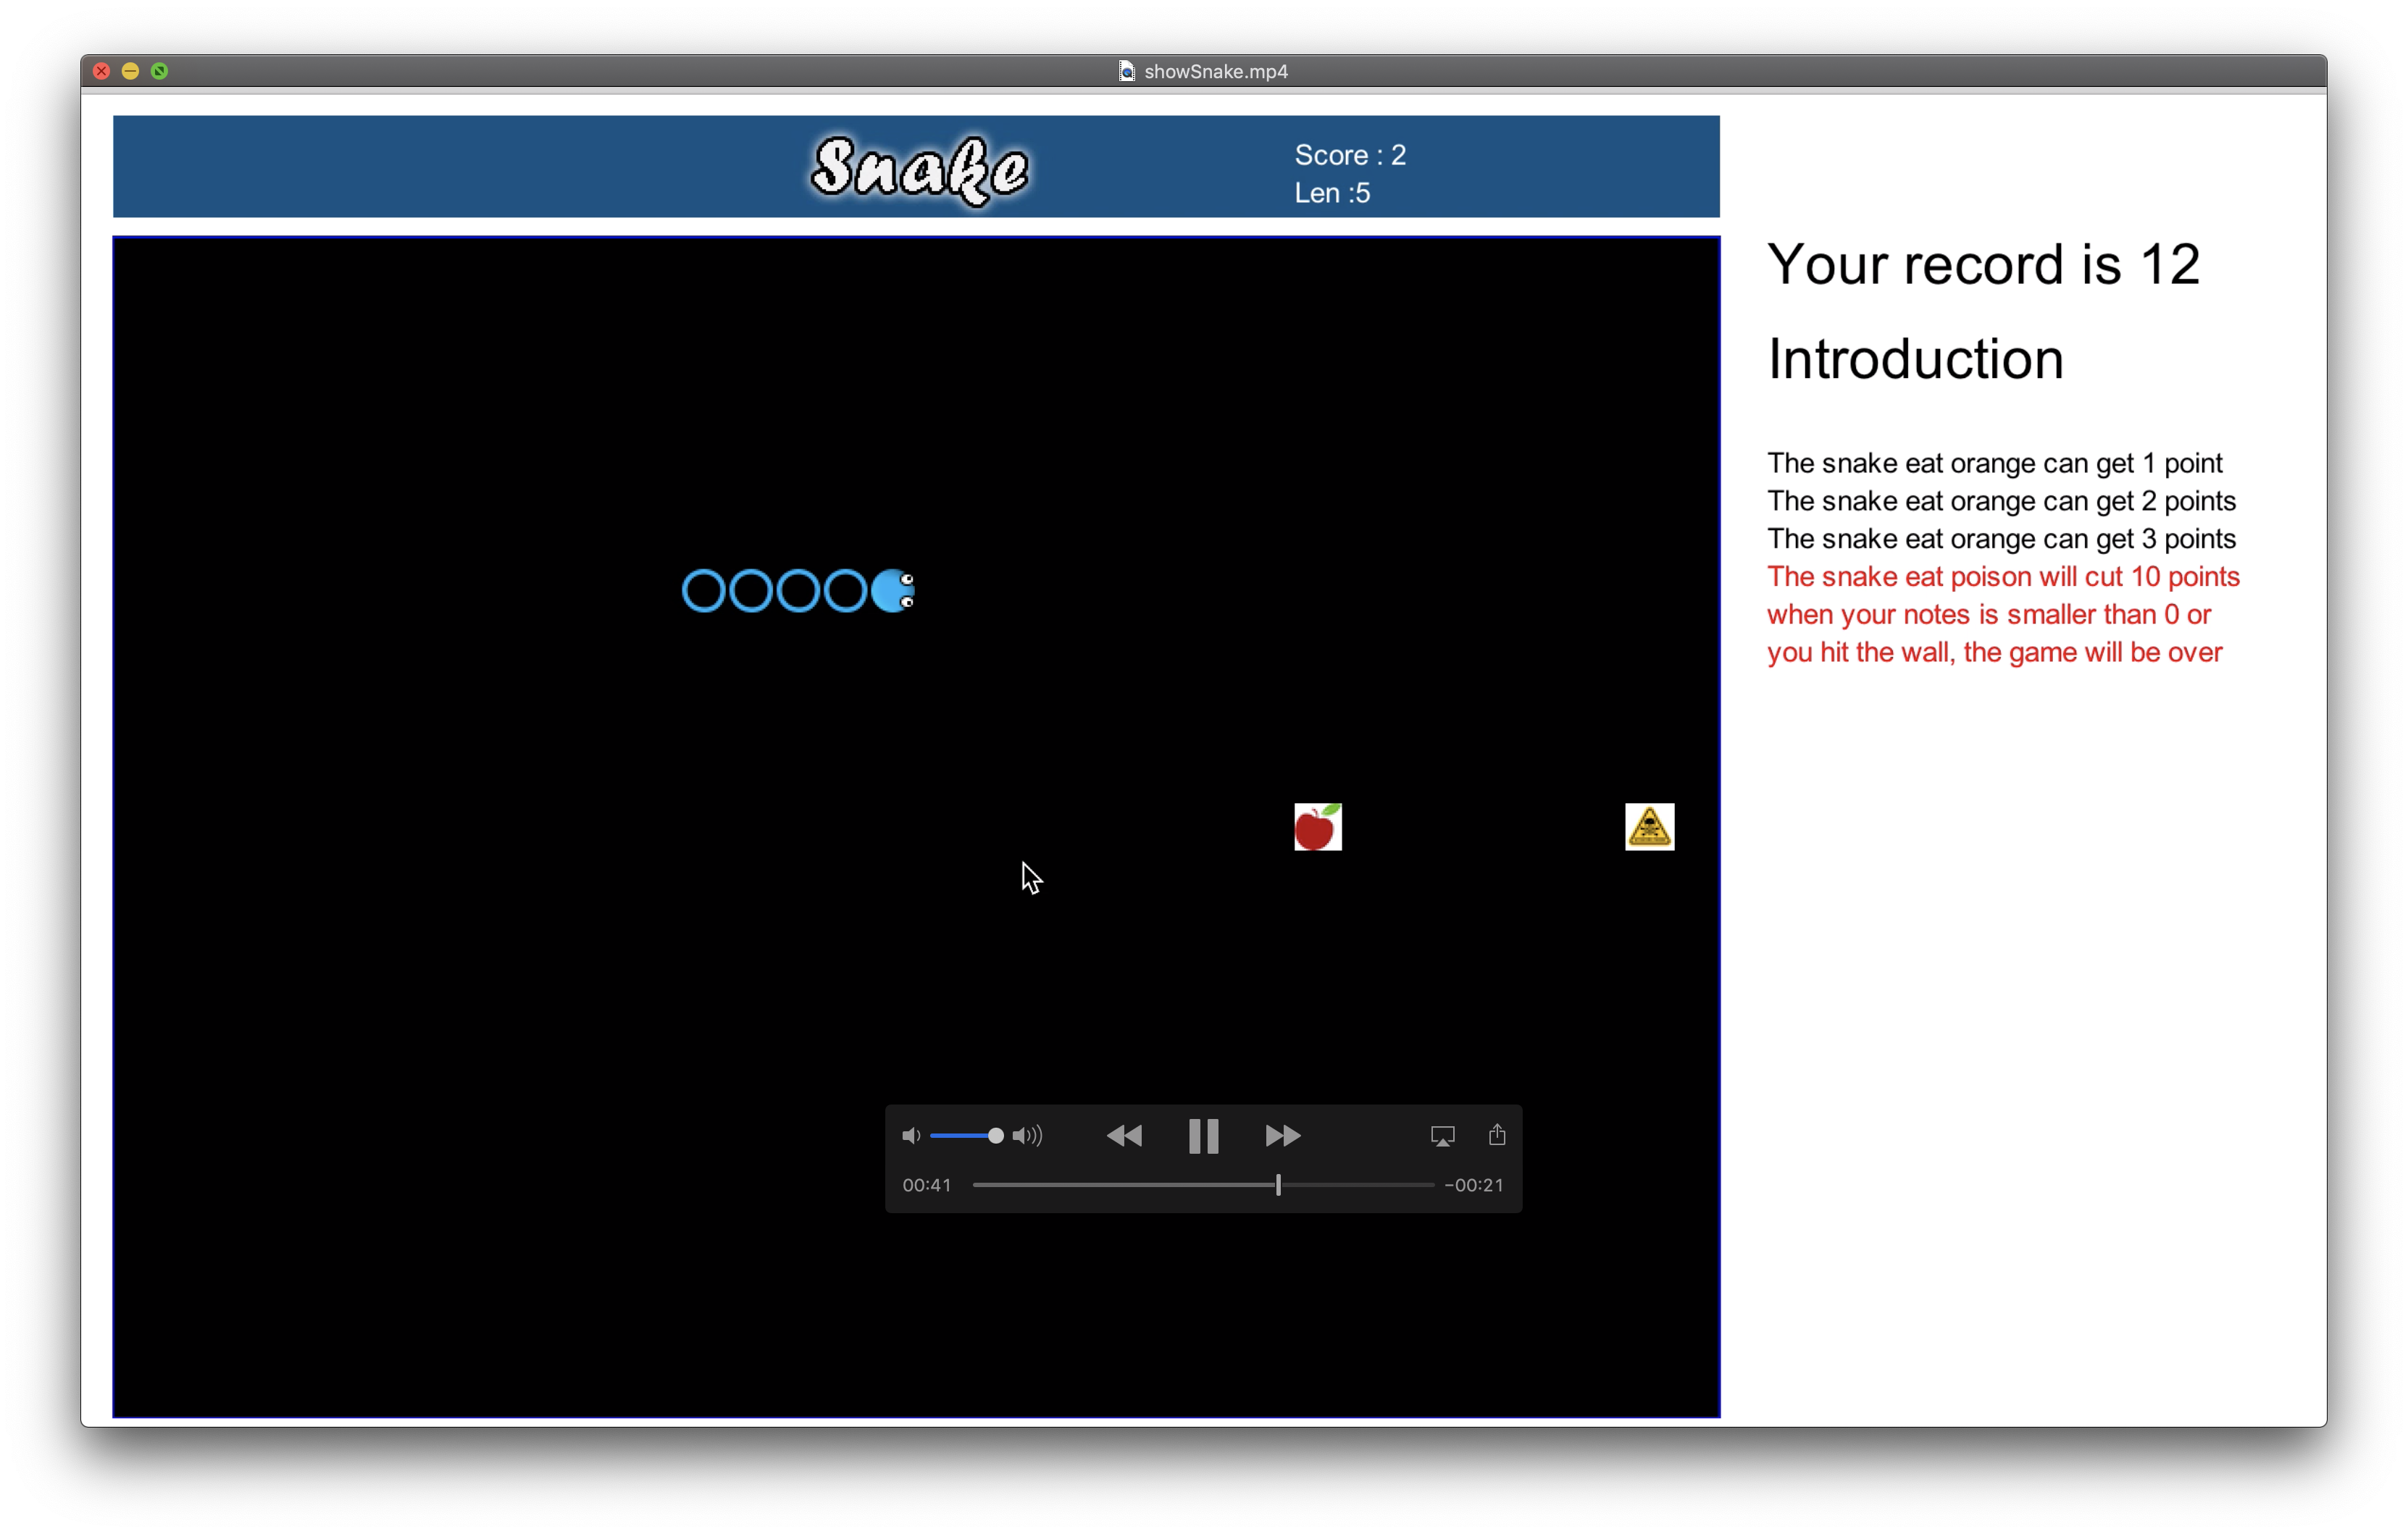 showSnake.mp4
Snake
Score : 2
Len :5
Your record is 12
Introduction
The snake eat orange can get 1 point
The snake eat orange can get 2 points
The snake eat orange can get 3 points
The snake eat poison will cut 10 points
when your notes is smaller than 0 or
you hit the wall, the game will be over
00:41
-00:21